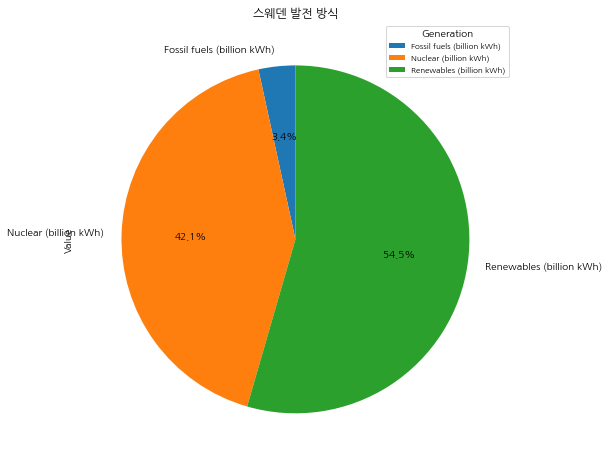 스웨덴 발전 방식
Generation
Fossil fuels (billion kWh)
Nuclear (billion kWh)
Renewables (billion kWh)
Fossil fuels (billion kWh)
3.4%
Nuclear (billion kWh)
Value
42.1%
54.5%
Renewables (billion kWh)